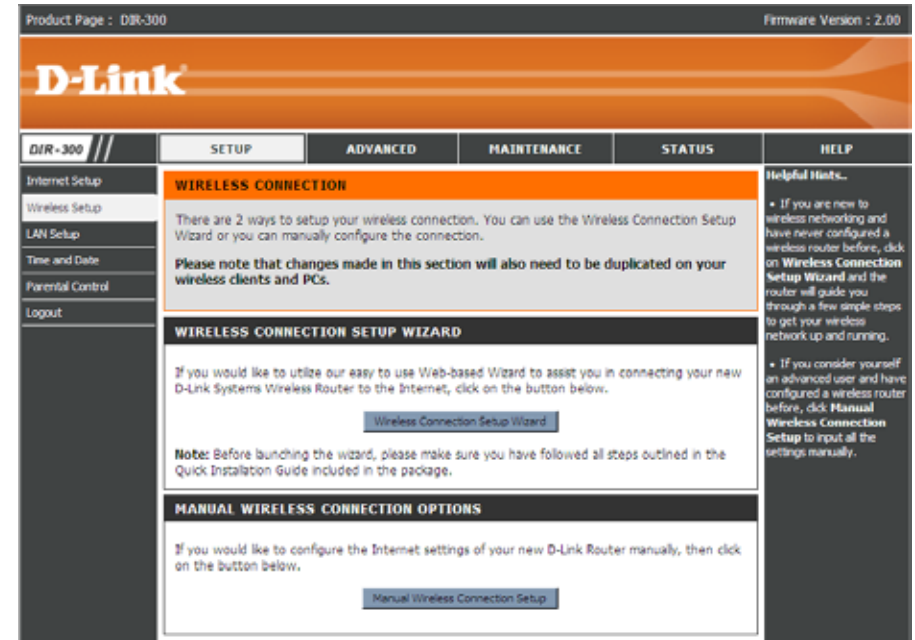 Product Page : DIR-300
Firmware Version : 2.00
D-Link
DIR-300
SETUP
ADVANCED
MAINTENANCE
STATUS
HELP
Internet Setup
Wireless Setup
LAN Setup
Time and Date
Parental Control
Logout
WIRELESS CONNECTION
There are 2 ways to setup your wireless connection. You can use the Wireless Connection Setup
Wizard or you can manually configure the connection.
Please note that changes made in this section will also need to be duplicated on your
wireless clients and PCs.
WIRELESS CONNECTION SETUP WIZARD
If you would like to utilize our easy to use Web-based Wizard to assist you in connecting your new
D-Link Systems Wireless Router to the Internet, click on the button below.
Wireless Connection Setup Wizard
Note: Before launching the wizard, please make sure you have followed all steps outlined in the
Quick Installation Guide included in the package.
MANUAL WIRELESS CONNECTION OPTIONS
If you would like to configure the Internet settings of your new D-Link Router manually, then click
on the button below.
Manual Wireless Connection Setup
Helpful Hints..
• If you are new to
wireless networking and
have never configured a
wireless router before, click
on Wireless Connection
Setup Wizard and the
router will guide you
through a few simple steps
to get your wireless
network up and running.
• If you consider yourself
an advanced user and have
configured a wireless router
before, click Manual
Wireless Connection
Setup to input all the
settings manually.